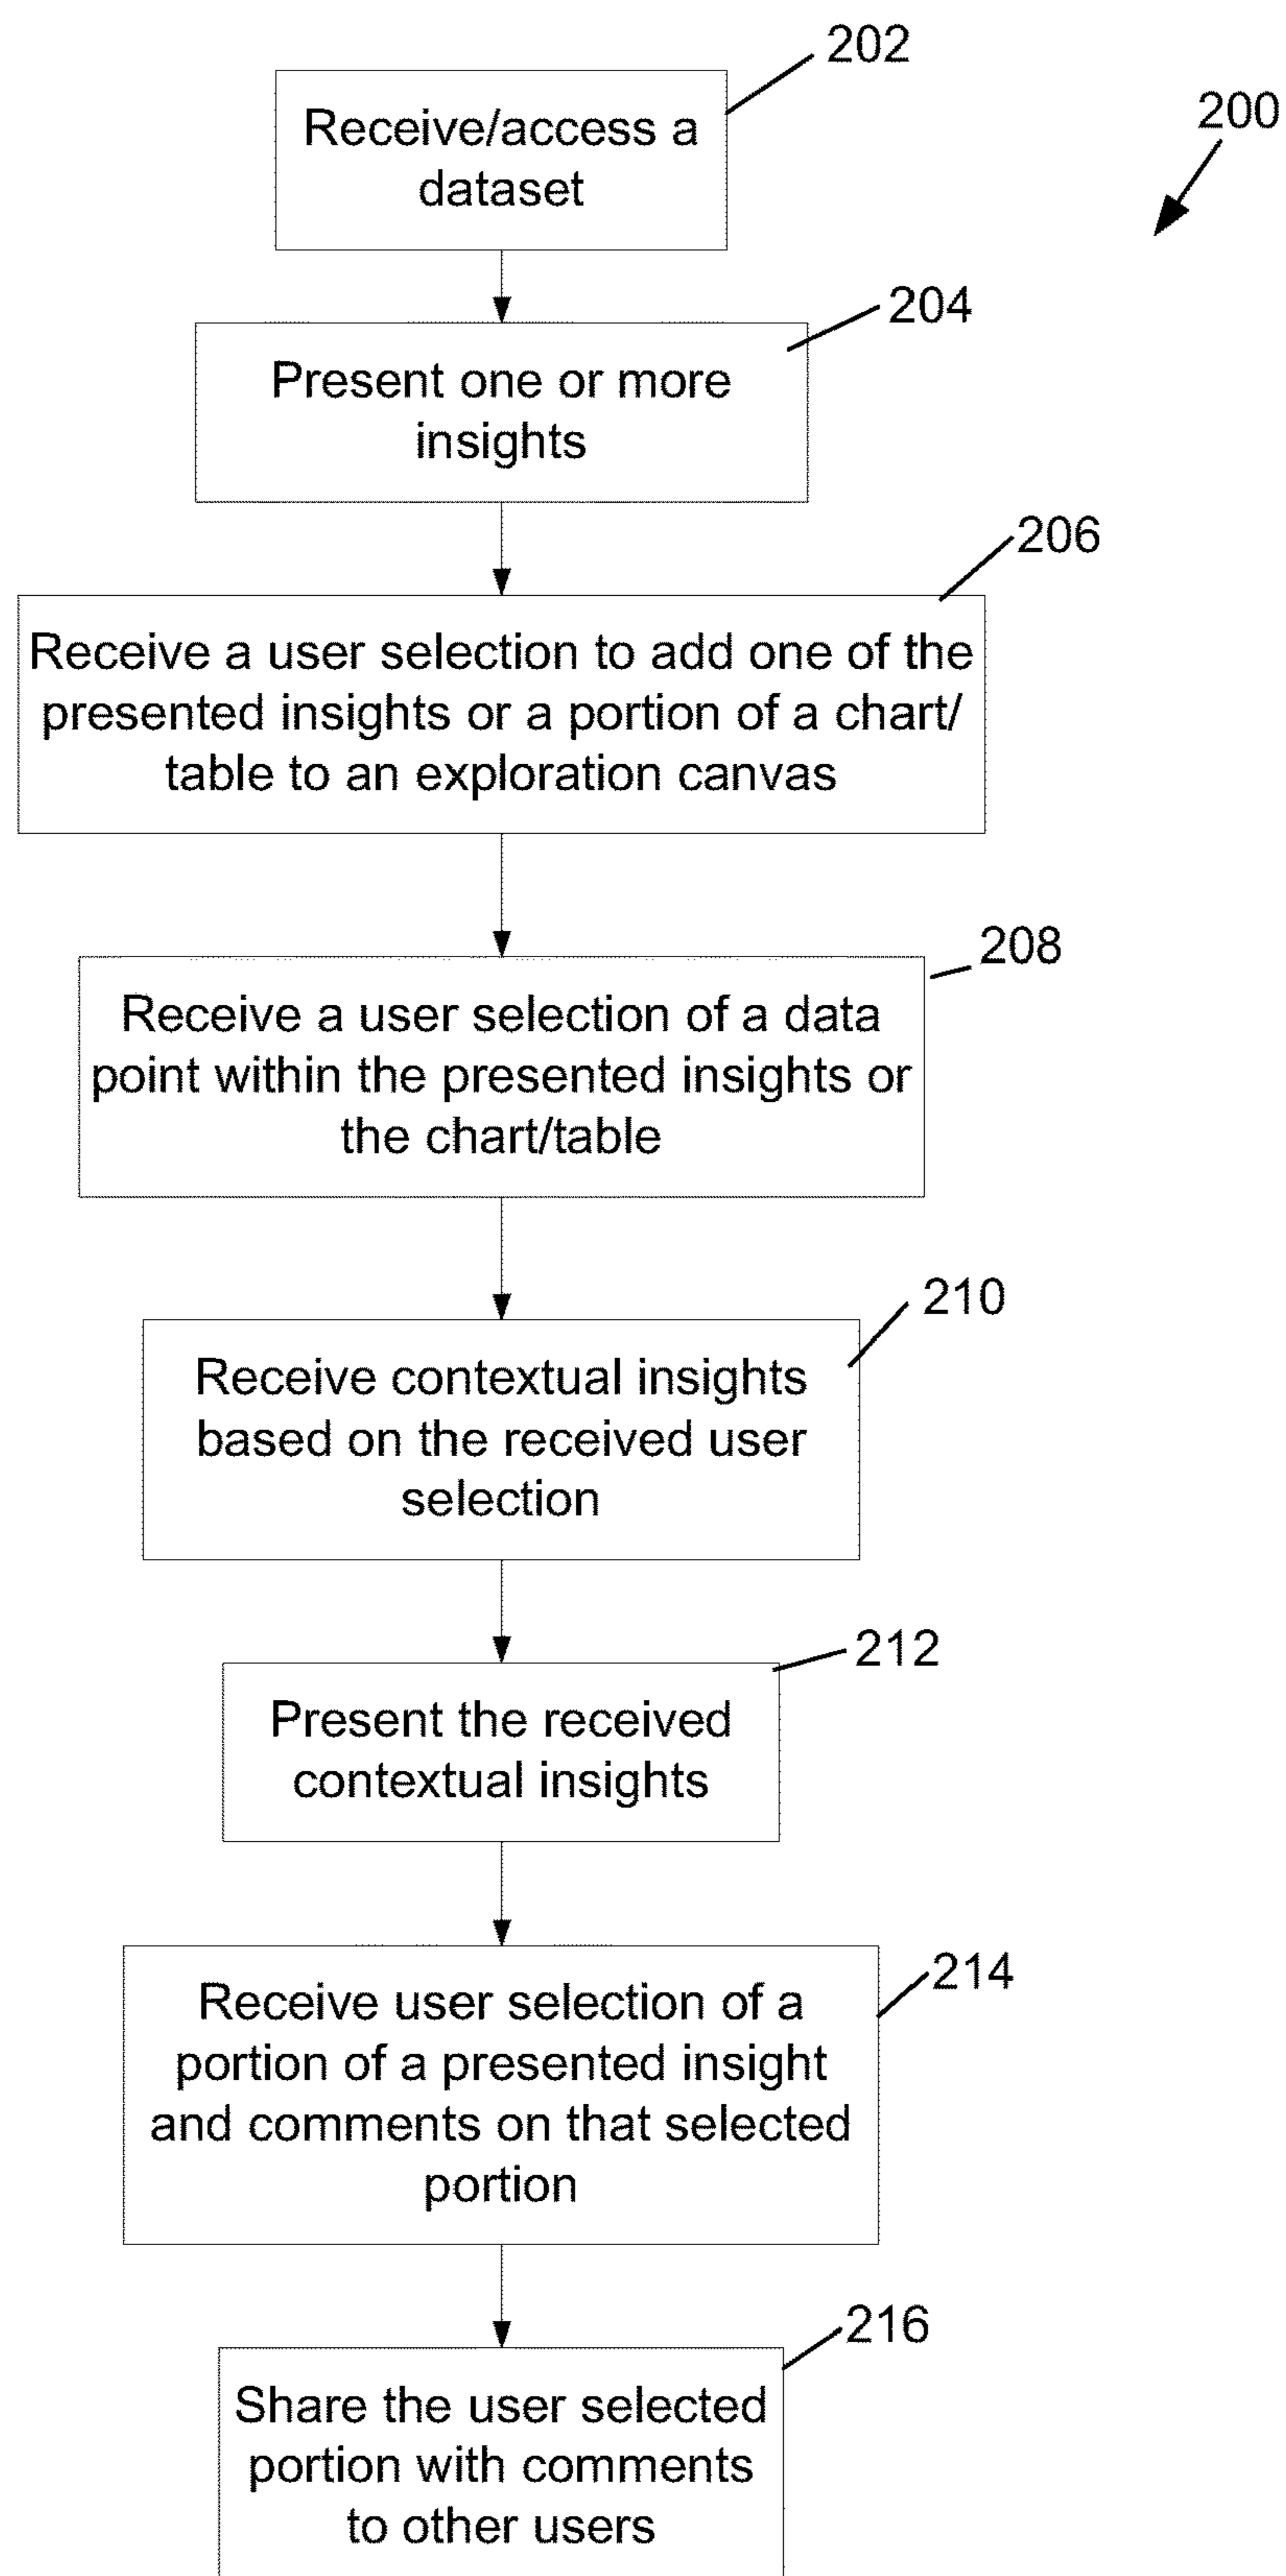 202
200
Receive/access a
dataset
204
Present one or more
insights
206
Receive a user selection to add one of the
presented insights or a portion of a chart/
table to an exploration canvas
208
Receive a user selection of a data
point within the presented insights or
the chart/table
210
Receive contextual insights
based on the received user
selection
212
Present the received
contextual insights
214
Receive user selection of a
portion of a presented insight
and comments on that selected
portion
216
Share the user selected
portion with comments
to other users